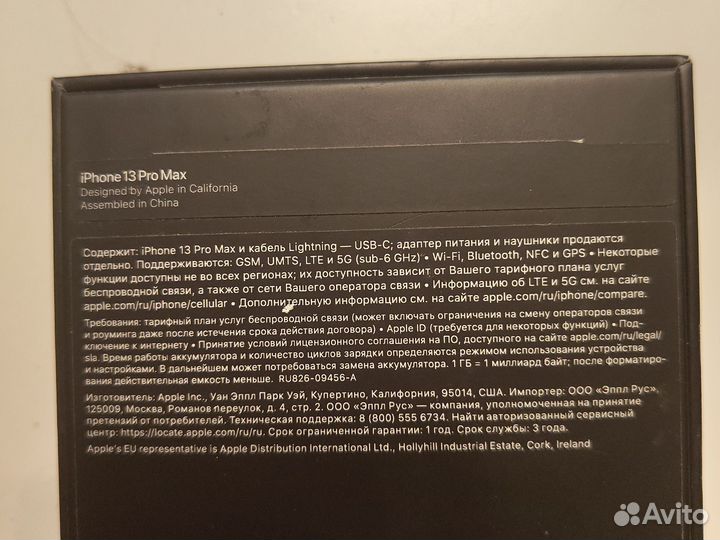 iPhone 13 Pro Max
Designed by Apple in California
Assembled in China
Содержит: iPhone 13 Pro Max и кабель Lightning — USB-C; адаптер питания и наушники продаются
отдельно. Поддерживаются: GSM, UMTS, LTE и 5G (sub-6 GHz) • Wi-Fi, Bluetooth, NFC и GPS • Некоторые
функции доступны не во всех регионах; их доступность зависит от Вашего тарифного плана услуг
беспроводной связи, а также от сети Вашего оператора связи • Информацию об LTE и 5G см. на сайте
apple.com/ru/iphone/cellular • Дополнительную информацию см. на сайте apple.com/ru/iphone/compare.
Требования: тарифный план услуг беспроводной связи (может включать ограничения на смену операторов связи
и роуминга даже после истечения срока действия договора) • Apple ID (требуется для некоторых функций) • Под-
ключение к интернету • Принятие условий лицензионного соглашения на ПО, доступного на сайте apple.com/ru/legal/
sla. Время работы аккумулятора и количество циклов зарядки определяются режимом использования устройства
и настройками. В дальнейшем может потребоваться замена аккумулятора. 1 ГБ = 1 миллиард байт; после форматиро-
вания действительная емкость меньше. RU826-09456-A
Изготовитель: Apple Inc., Уан Эппл Парк Уэй, Купертино, Калифорния, 95014, США. Импортер: ООО «Эппл Рус»,
125009, Москва, Романов переулок, д. 4, стр. 2. ООО «Эппл Рус» — компания, уполномоченная на принятие
претензий от потребителей. Техническая поддержка: 8 (800) 555 6734. Найти авторизованный сервисный
центр: https://locate.apple.com/ru/ru. Срок ограниченной гарантии: 1 год. Срок службы: 3 года.
Apple's EU representative is Apple Distribution International Ltd., Hollyhill Industrial Estate, Cork, Ireland
Avito